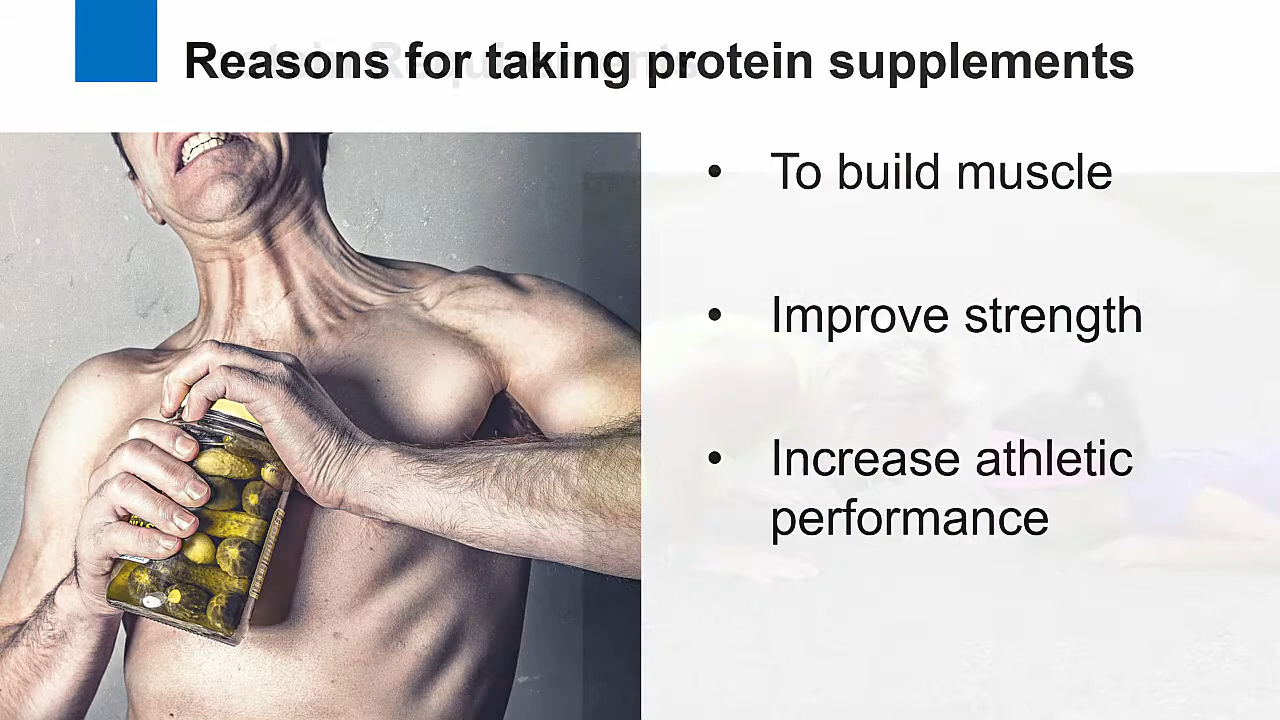 Reasons for taking protein supplements
• To build muscle
• Improve strength
• Increase athletic
performance